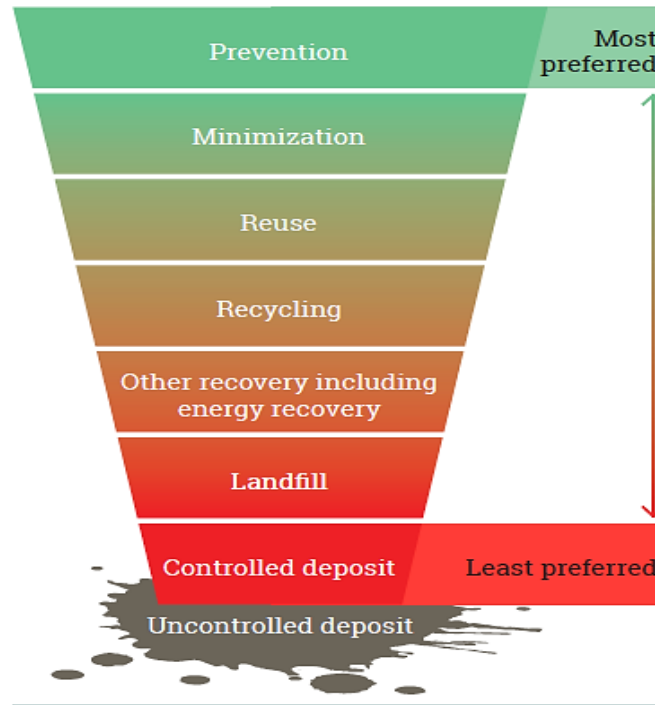 Prevention
Most
preferred
Minimization
Reuse
Recycling
Other recovery including
energy recovery
Landfill
Controlled deposit
Least preferred
Uncontrolled deposit